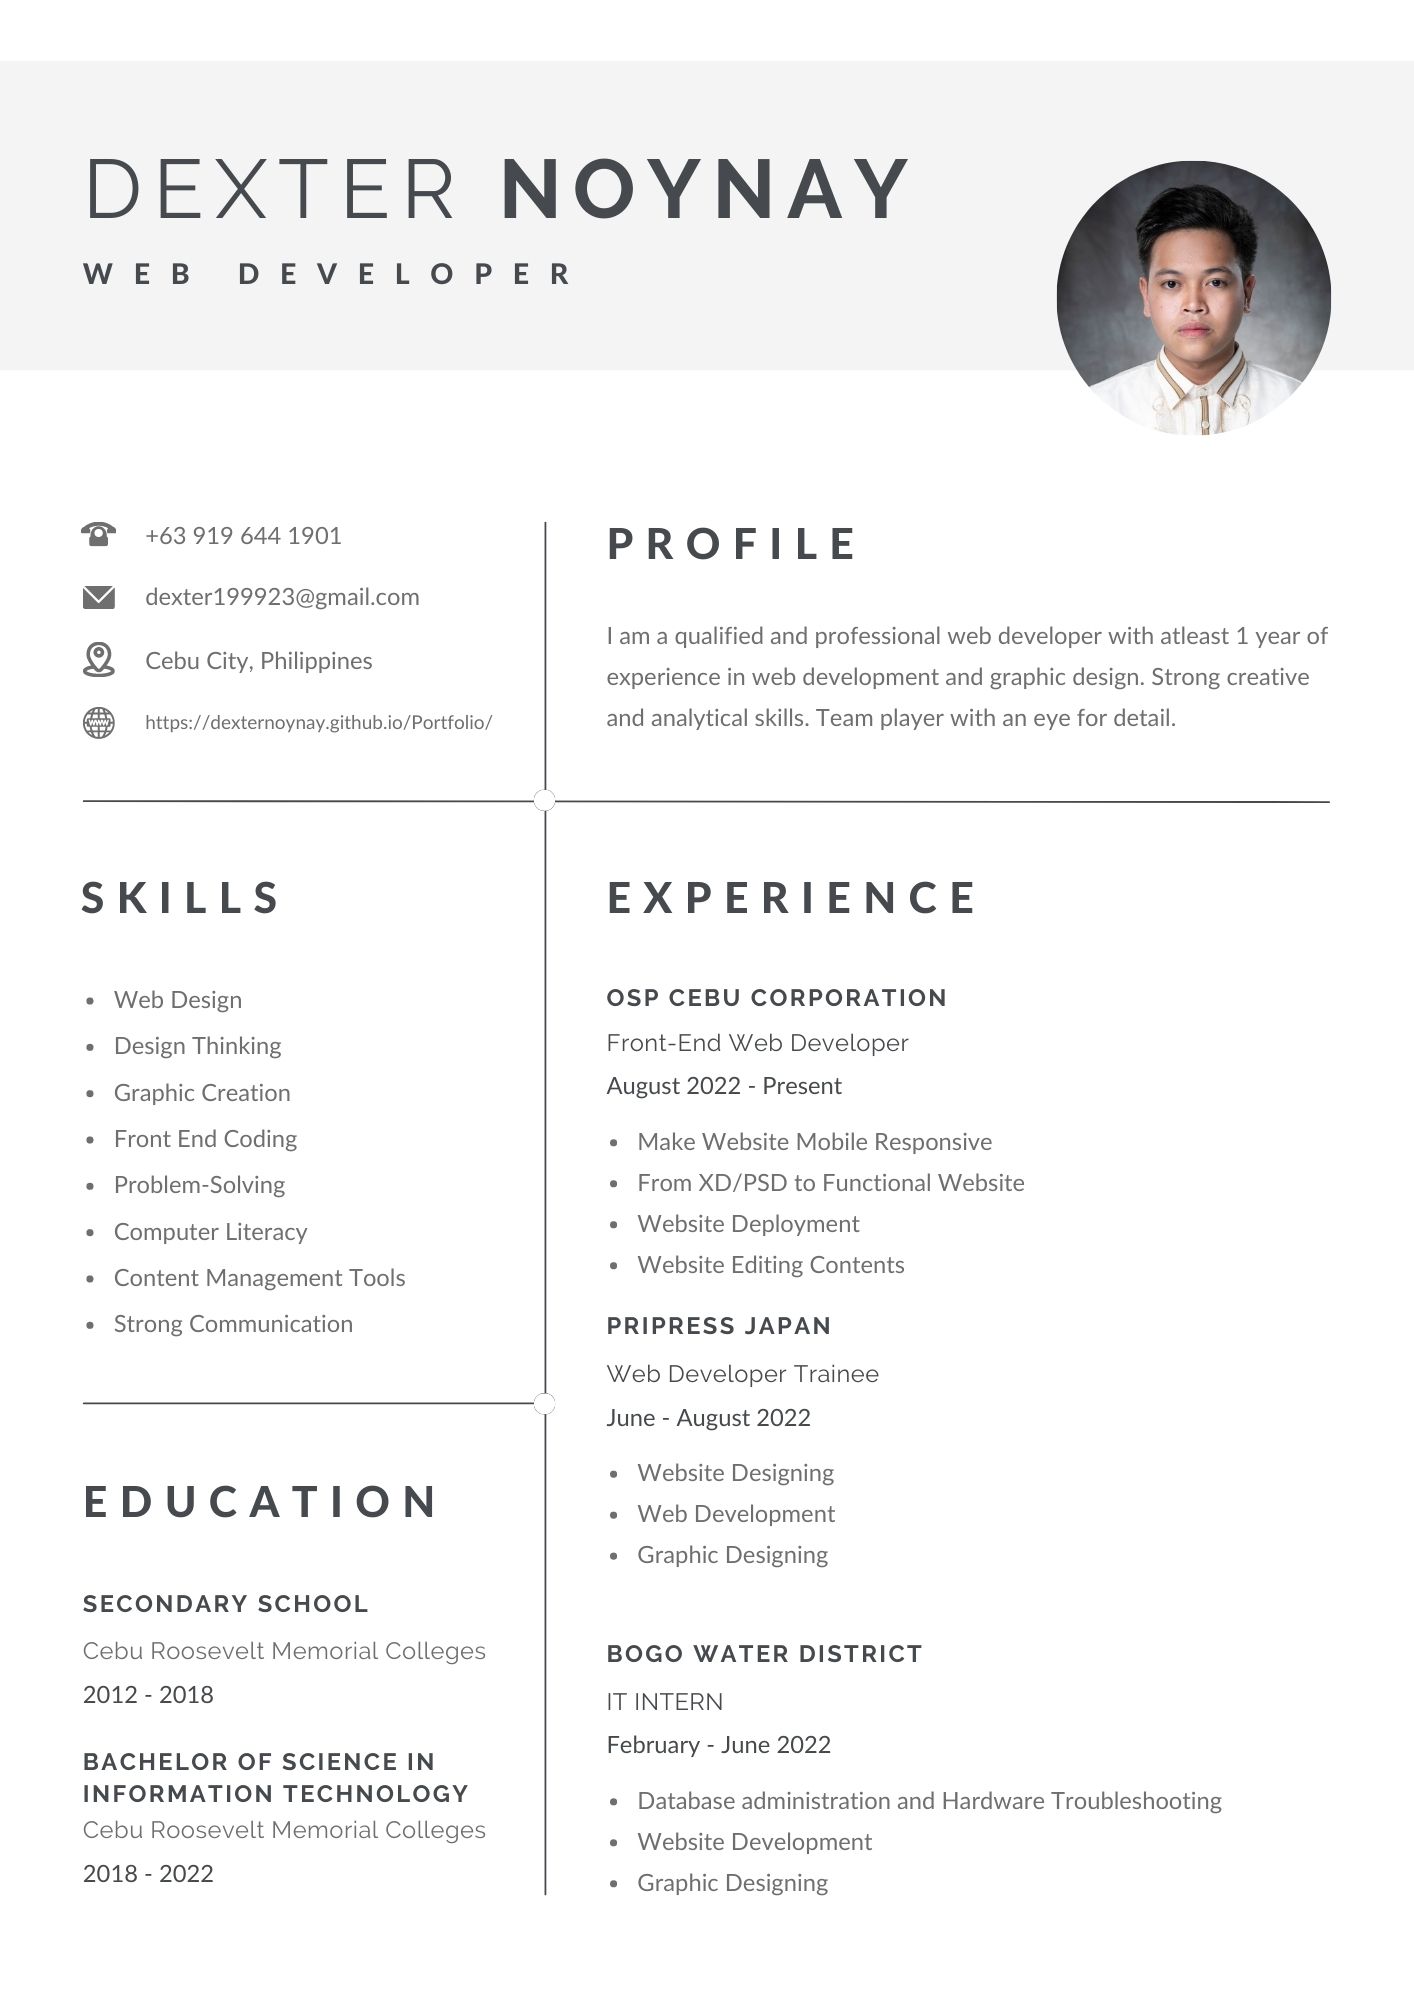 DEXTER NOYNAY
WEB DEVELOPER
+63 919 644 1901
dexter199923@gmail.com
Cebu City, Philippines
https://dexternoynay.github.io/Portfolio/
PROFILE
I am a qualified and professional web developer with atleast 1 year of
experience in web development and graphic design. Strong creative
and analytical skills. Team player with an eye for detail.
SKILLS
• Web Design
• Design Thinking
• Graphic Creation
• Front End Coding
• Problem-Solving
• Computer Literacy
• Content Management Tools
• Strong Communication
EDUCATION
SECONDARY SCHOOL
Cebu Roosevelt Memorial Colleges
2012 - 2018
BACHELOR OF SCIENCE IN
INFORMATION TECHNOLOGY
Cebu Roosevelt Memorial Colleges
2018 - 2022
EXPERIENCE
OSP CEBU CORPORATION
Front-End Web Developer
August 2022 - Present
• Make Website Mobile Responsive
• From XD/PSD to Functional Website
• Website Deployment
• Website Editing Contents
PRIPRESS JAPAN
Web Developer Trainee
June - August 2022
• Website Designing
• Web Development
• Graphic Designing
BOGO WATER DISTRICT
IT INTERN
February - June 2022
• Database administration and Hardware Troubleshooting
• Website Development
• Graphic Designing